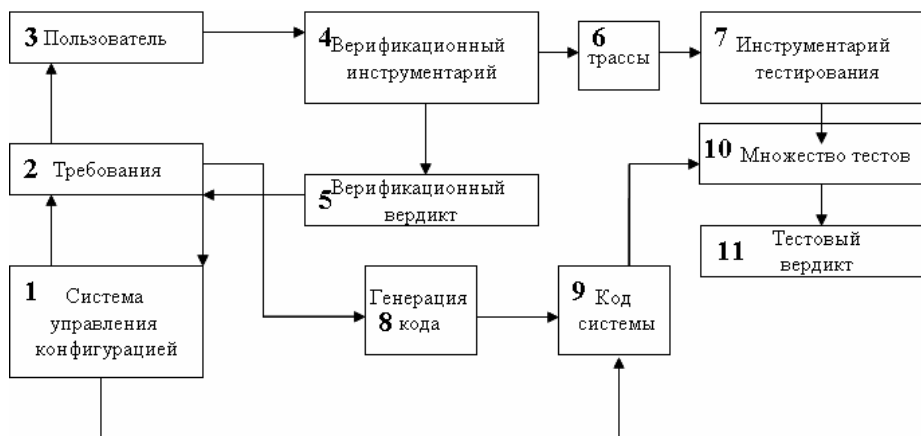 3 Пользователь
4 Верификационный
инструментарий
6
трассы
7 Инструментарий
тестирования
2 Требования
10 Множество тестов
5 Верификационный
вердикт
11 Тестовый
вердикт
1 Система
управления
конфигурацией
Генерация
8 кода
9 Код
системы